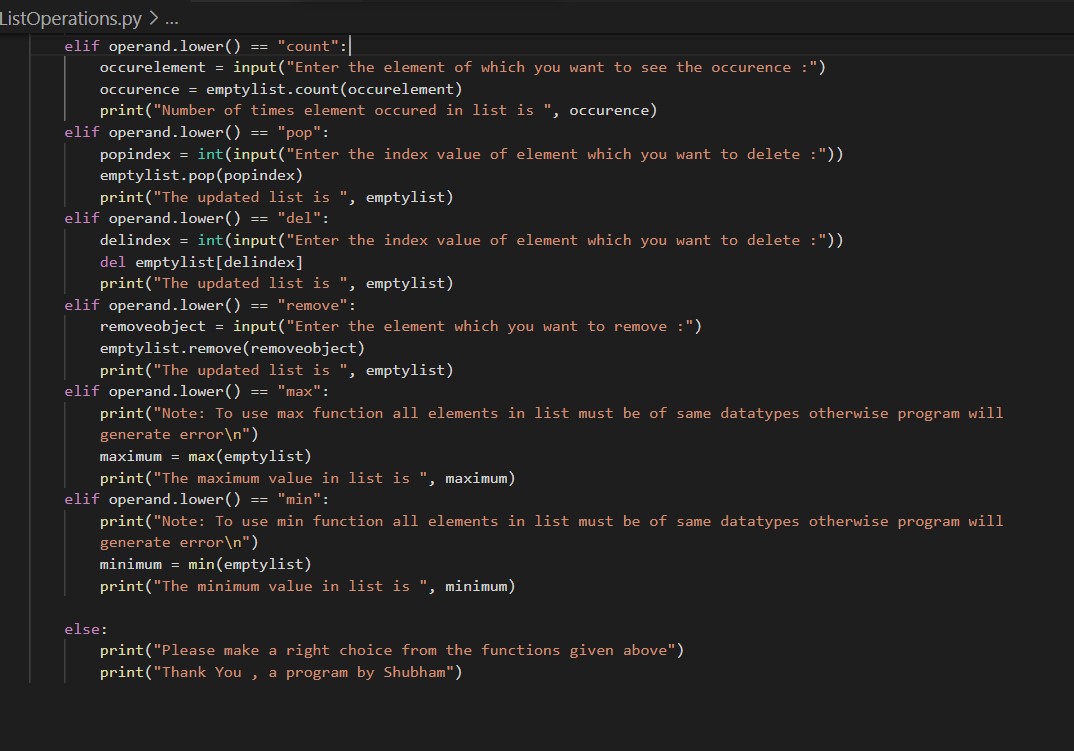 ListOperations.py > ...
elif operand.lower() == "count":
occurelement = input("Enter the element of which you want to see the occurence :")
occurence = emptylist.count(occurelement)
print("Number of times element occured in list is ", occurence)
elif operand.lower() == "pop":
popindex = int(input("Enter the index value of element which you want to delete :"))
emptylist.pop(popindex)
print("The updated list is ", emptylist)
elif operand.lower() == "del":
delindex = int(input("Enter the index value of element which you want to delete :"))
del emptylist[delindex]
print("The updated list is ", emptylist)
elif operand.lower() == "remove":
removeobject = input("Enter the element which you want to remove :")
emptylist.remove(removeobject)
print("The updated list is ", emptylist)
elif operand.lower() == "max":
print("Note: To use max function all elements in list must be of same datatypes otherwise program will
generate error\n")
maximum = max(emptylist)
print("The maximum value in list is ", maximum)
elif operand.lower() == "min":
print("Note: To use min function all elements in list must be of same datatypes otherwise program will
generate error\n")
minimum = min(emptylist)
print("The minimum value in list is ", minimum)
else:
print("Please make a right choice from the functions given above")
print("Thank You , a program by Shubham")